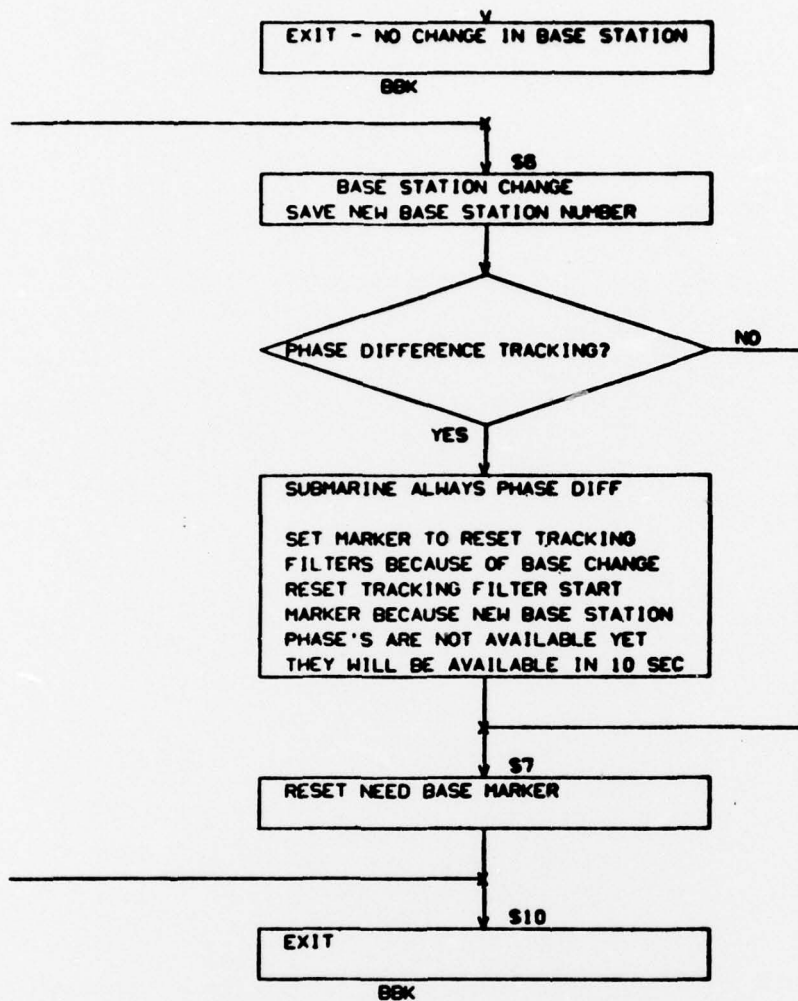 EXIT - NO CHANGE IN BASE STATION
BBK
$6
BASE STATION CHANGE
SAVE NEW BASE STATION NUMBER
PHASE DIFFERENCE TRACKING?
NO
YES
SUBMARINE ALWAYS PHASE DIFF
SET MARKER TO RESET TRACKING
FILTERS BECAUSE OF BASE CHANGE
RESET TRACKING FILTER START
MARKER BECAUSE NEW BASE STATION
PHASE'S ARE NOT AVAILABLE YET
THEY WILL BE AVAILABLE IN 10 SEC
$7
RESET NEED BASE MARKER
$10
EXIT
BBK